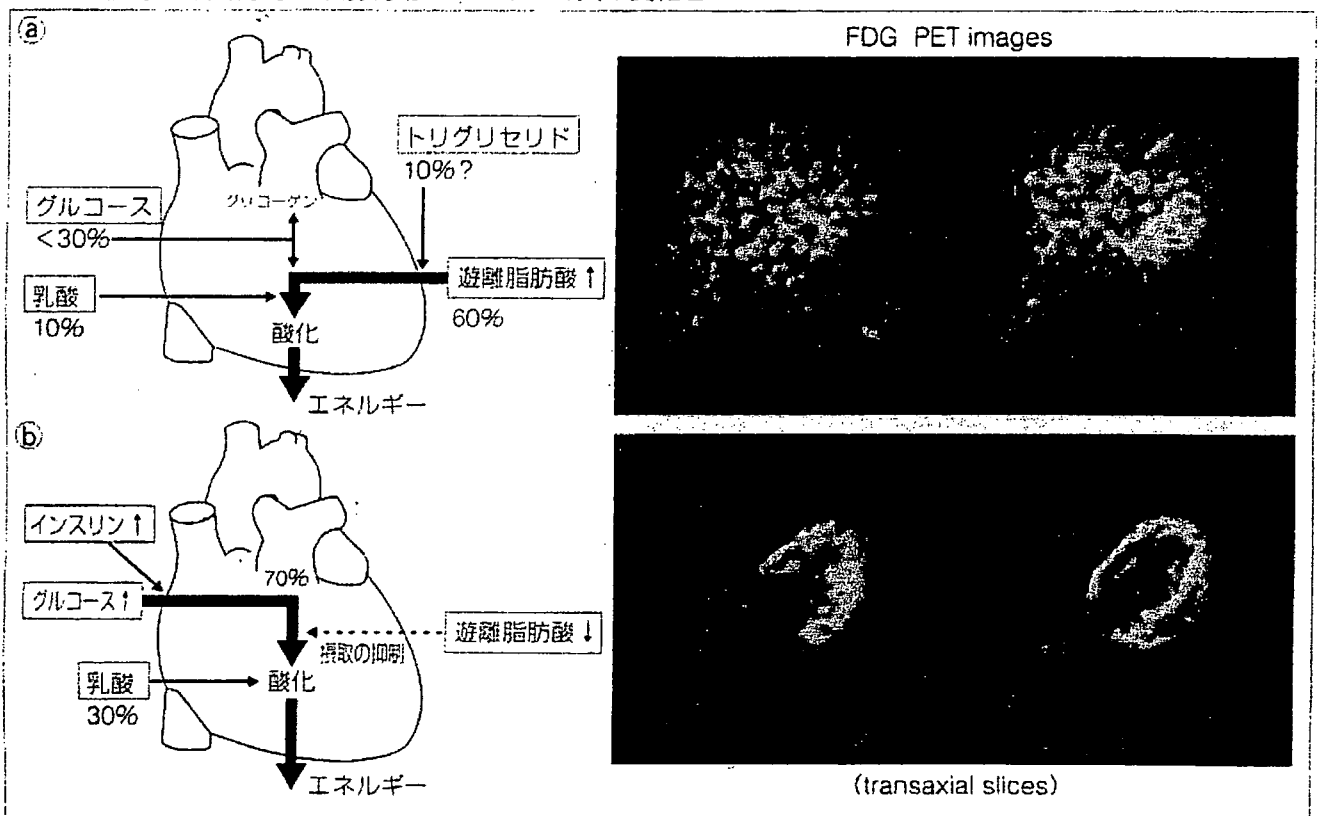 ⓐ
FDG PET images
トリグリセリド
10%?
グルコース
<30%
グリコーゲン
遊離脂肪酸↑
60%
乳酸
10%
酸化
エネルギー
ⓑ
インスリン↑
70%
グルコース↑
遊離脂肪酸↓
摂取の抑制
乳酸
30%
酸化
エネルギー
(transaxial slices)